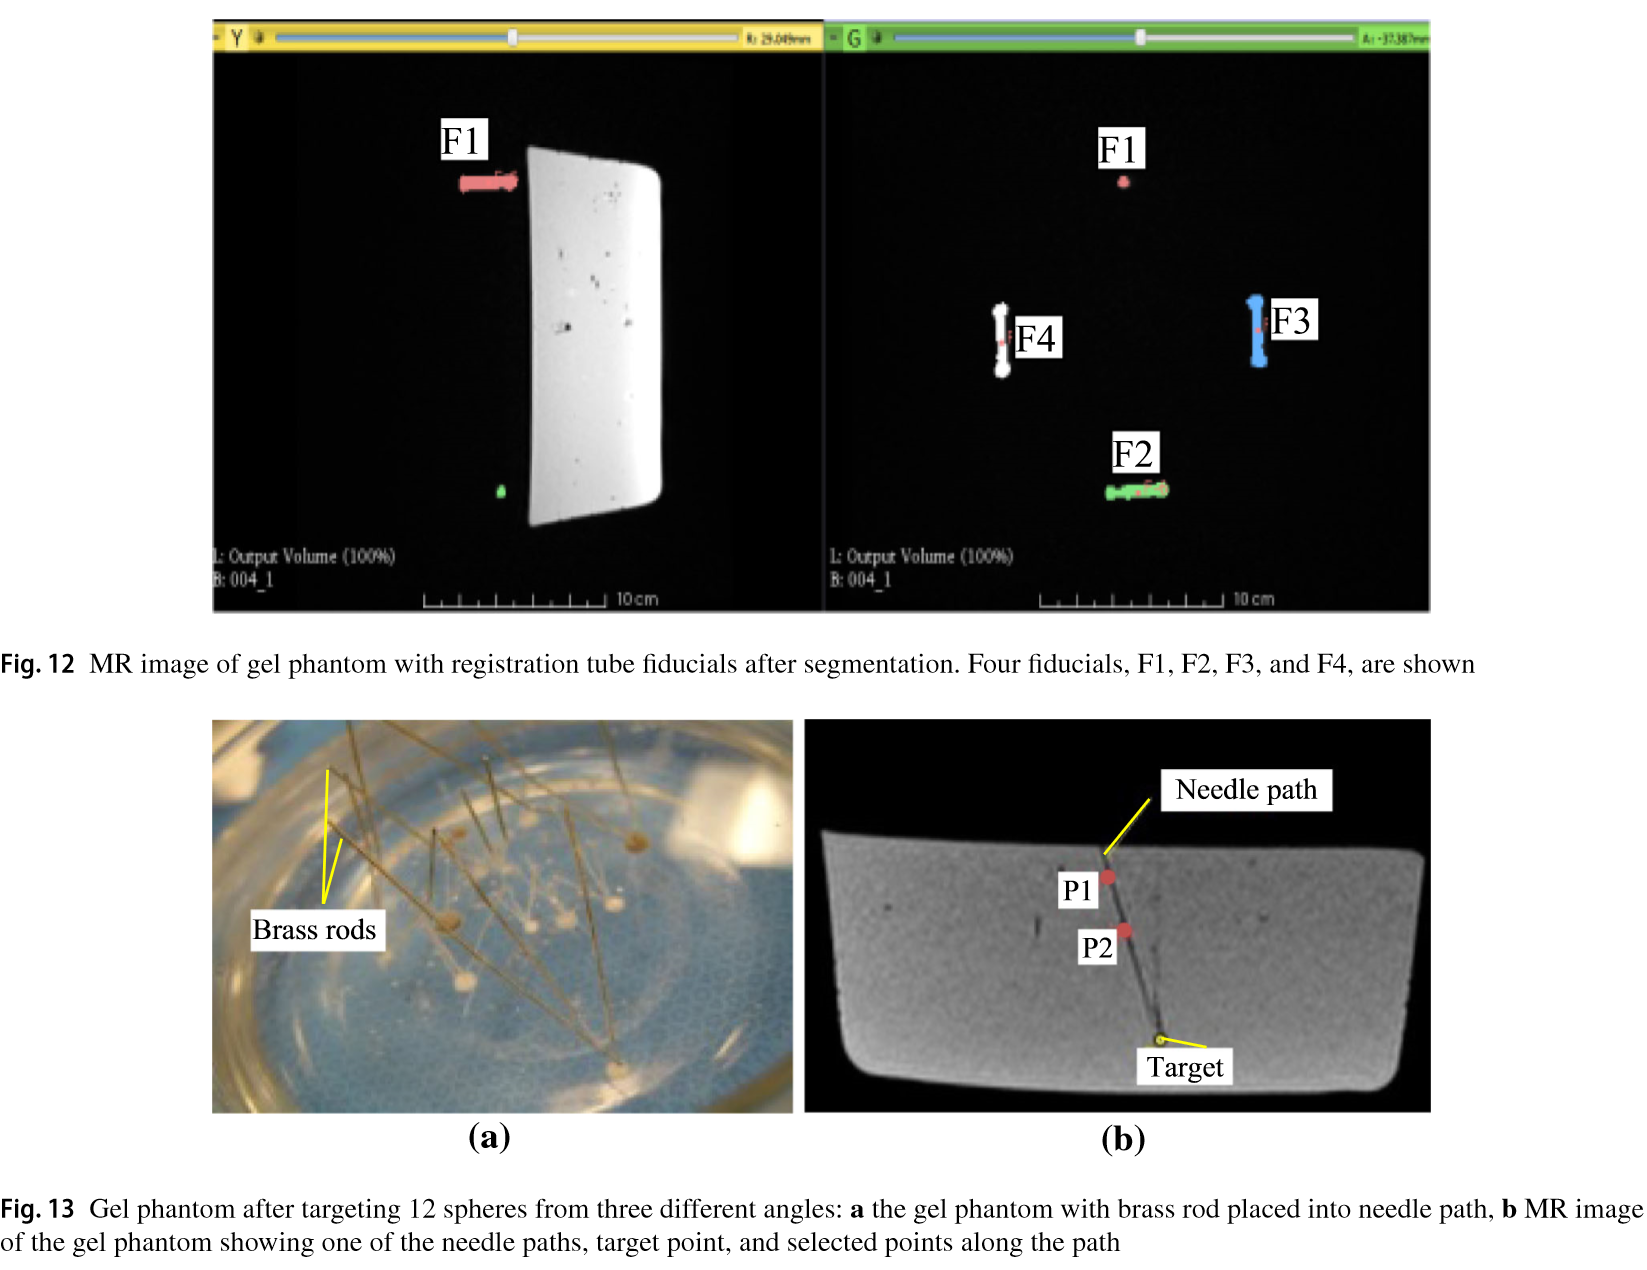 Y
R: 29.049mm
G
A: -37.387mm
F1
F1
F4
F3
F2
L: Output Volume (100%)
B: 004_1
10 cm
L: Output Volume (100%)
B: 004_1
10 cm
Fig. 12 MR image of gel phantom with registration tube fiducials after segmentation. Four fiducials, F1, F2, F3, and F4, are shown
Brass rods
Needle path
P1
P2
Target
(a)
(b)
Fig. 13 Gel phantom after targeting 12 spheres from three different angles: a the gel phantom with brass rod placed into needle path, b MR image
of the gel phantom showing one of the needle paths, target point, and selected points along the path